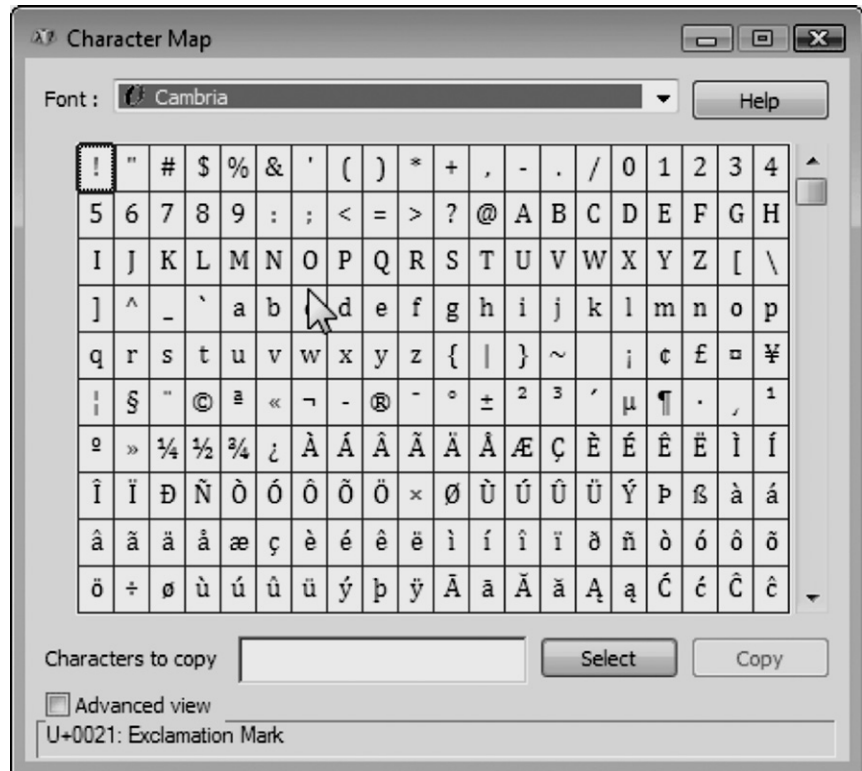 Character Map
Font : Cambria Help
! " # $ % & ' ( ) * + , - . / 0 1 2 3 4
5 6 7 8 9 : ; < = > ? @ A B C D E F G H
I J K L M N O P Q R S T U V W X Y Z [ \
] ^ _ ` a b d e f g h i j k l m n o p
q r s t u v w x y z { | } ~ ¡ ¢ £ ¤ ¥
¦ § ¨ © ª « ¬ - ® ¯ ° ± ² ³ ´ µ ¶ · ¸ ¹
º » ¼ ½ ¾ ¿ À Á Â Ã Ä Å Æ Ç È É Ê Ë Ì Í
Î Ï Ð Ñ Ò Ó Ô Õ Ö × Ø Ù Ú Û Ü Ý Þ ß à á
â ã ä å æ ç è é ê ë ì í î ï ð ñ ò ó ô õ
ö ÷ ø ù ú û ü ý þ ÿ Ā ā Ă ă Ą ą Ć ć Ĉ ĉ
Characters to copy Select Copy
Advanced view
U+0021: Exclamation Mark